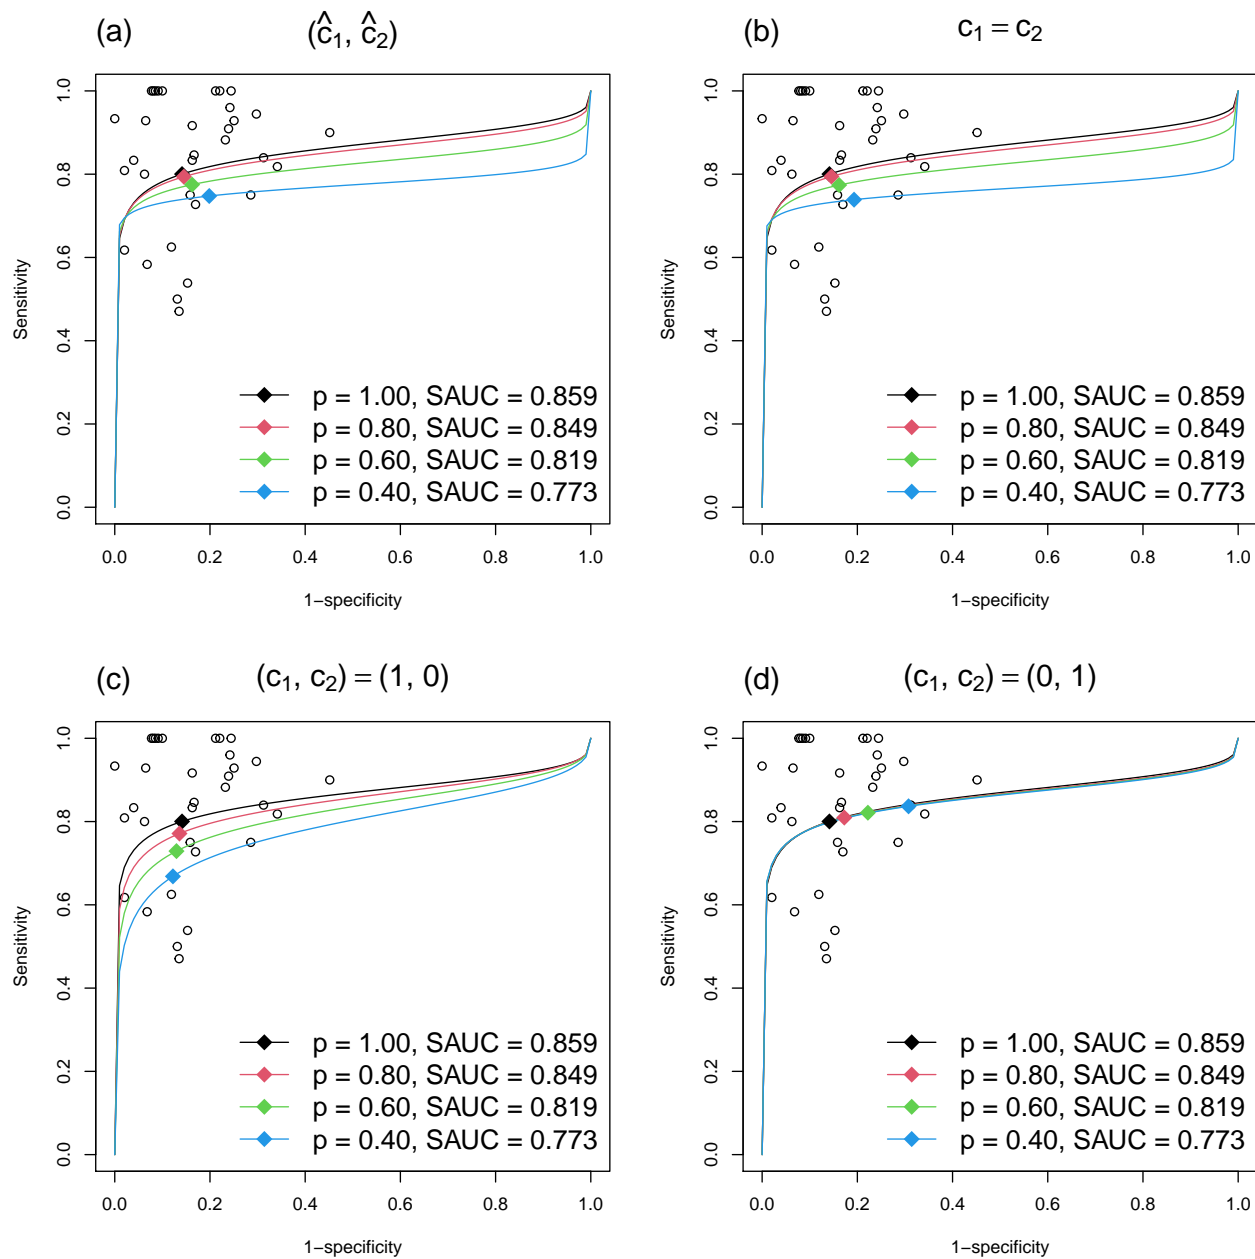 (a)
(ĉ₁, ĉ₂)
Sensitivity
1.0
0.8
0.6
0.4
0.2
0.0
p = 1.00, SAUC = 0.859
p = 0.80, SAUC = 0.849
p = 0.60, SAUC = 0.819
p = 0.40, SAUC = 0.773
0.0 0.2 0.4 0.6 0.8 1.0
1−specificity
(b)
c₁ = c₂
Sensitivity
1.0
0.8
0.6
0.4
0.2
0.0
p = 1.00, SAUC = 0.859
p = 0.80, SAUC = 0.849
p = 0.60, SAUC = 0.819
p = 0.40, SAUC = 0.773
0.0 0.2 0.4 0.6 0.8 1.0
1−specificity
(c)
(c₁, c₂) = (1, 0)
Sensitivity
1.0
0.8
0.6
0.4
0.2
0.0
p = 1.00, SAUC = 0.859
p = 0.80, SAUC = 0.849
p = 0.60, SAUC = 0.819
p = 0.40, SAUC = 0.773
0.0 0.2 0.4 0.6 0.8 1.0
1−specificity
(d)
(c₁, c₂) = (0, 1)
Sensitivity
1.0
0.8
0.6
0.4
0.2
0.0
p = 1.00, SAUC = 0.859
p = 0.80, SAUC = 0.849
p = 0.60, SAUC = 0.819
p = 0.40, SAUC = 0.773
0.0 0.2 0.4 0.6 0.8 1.0
1−specificity